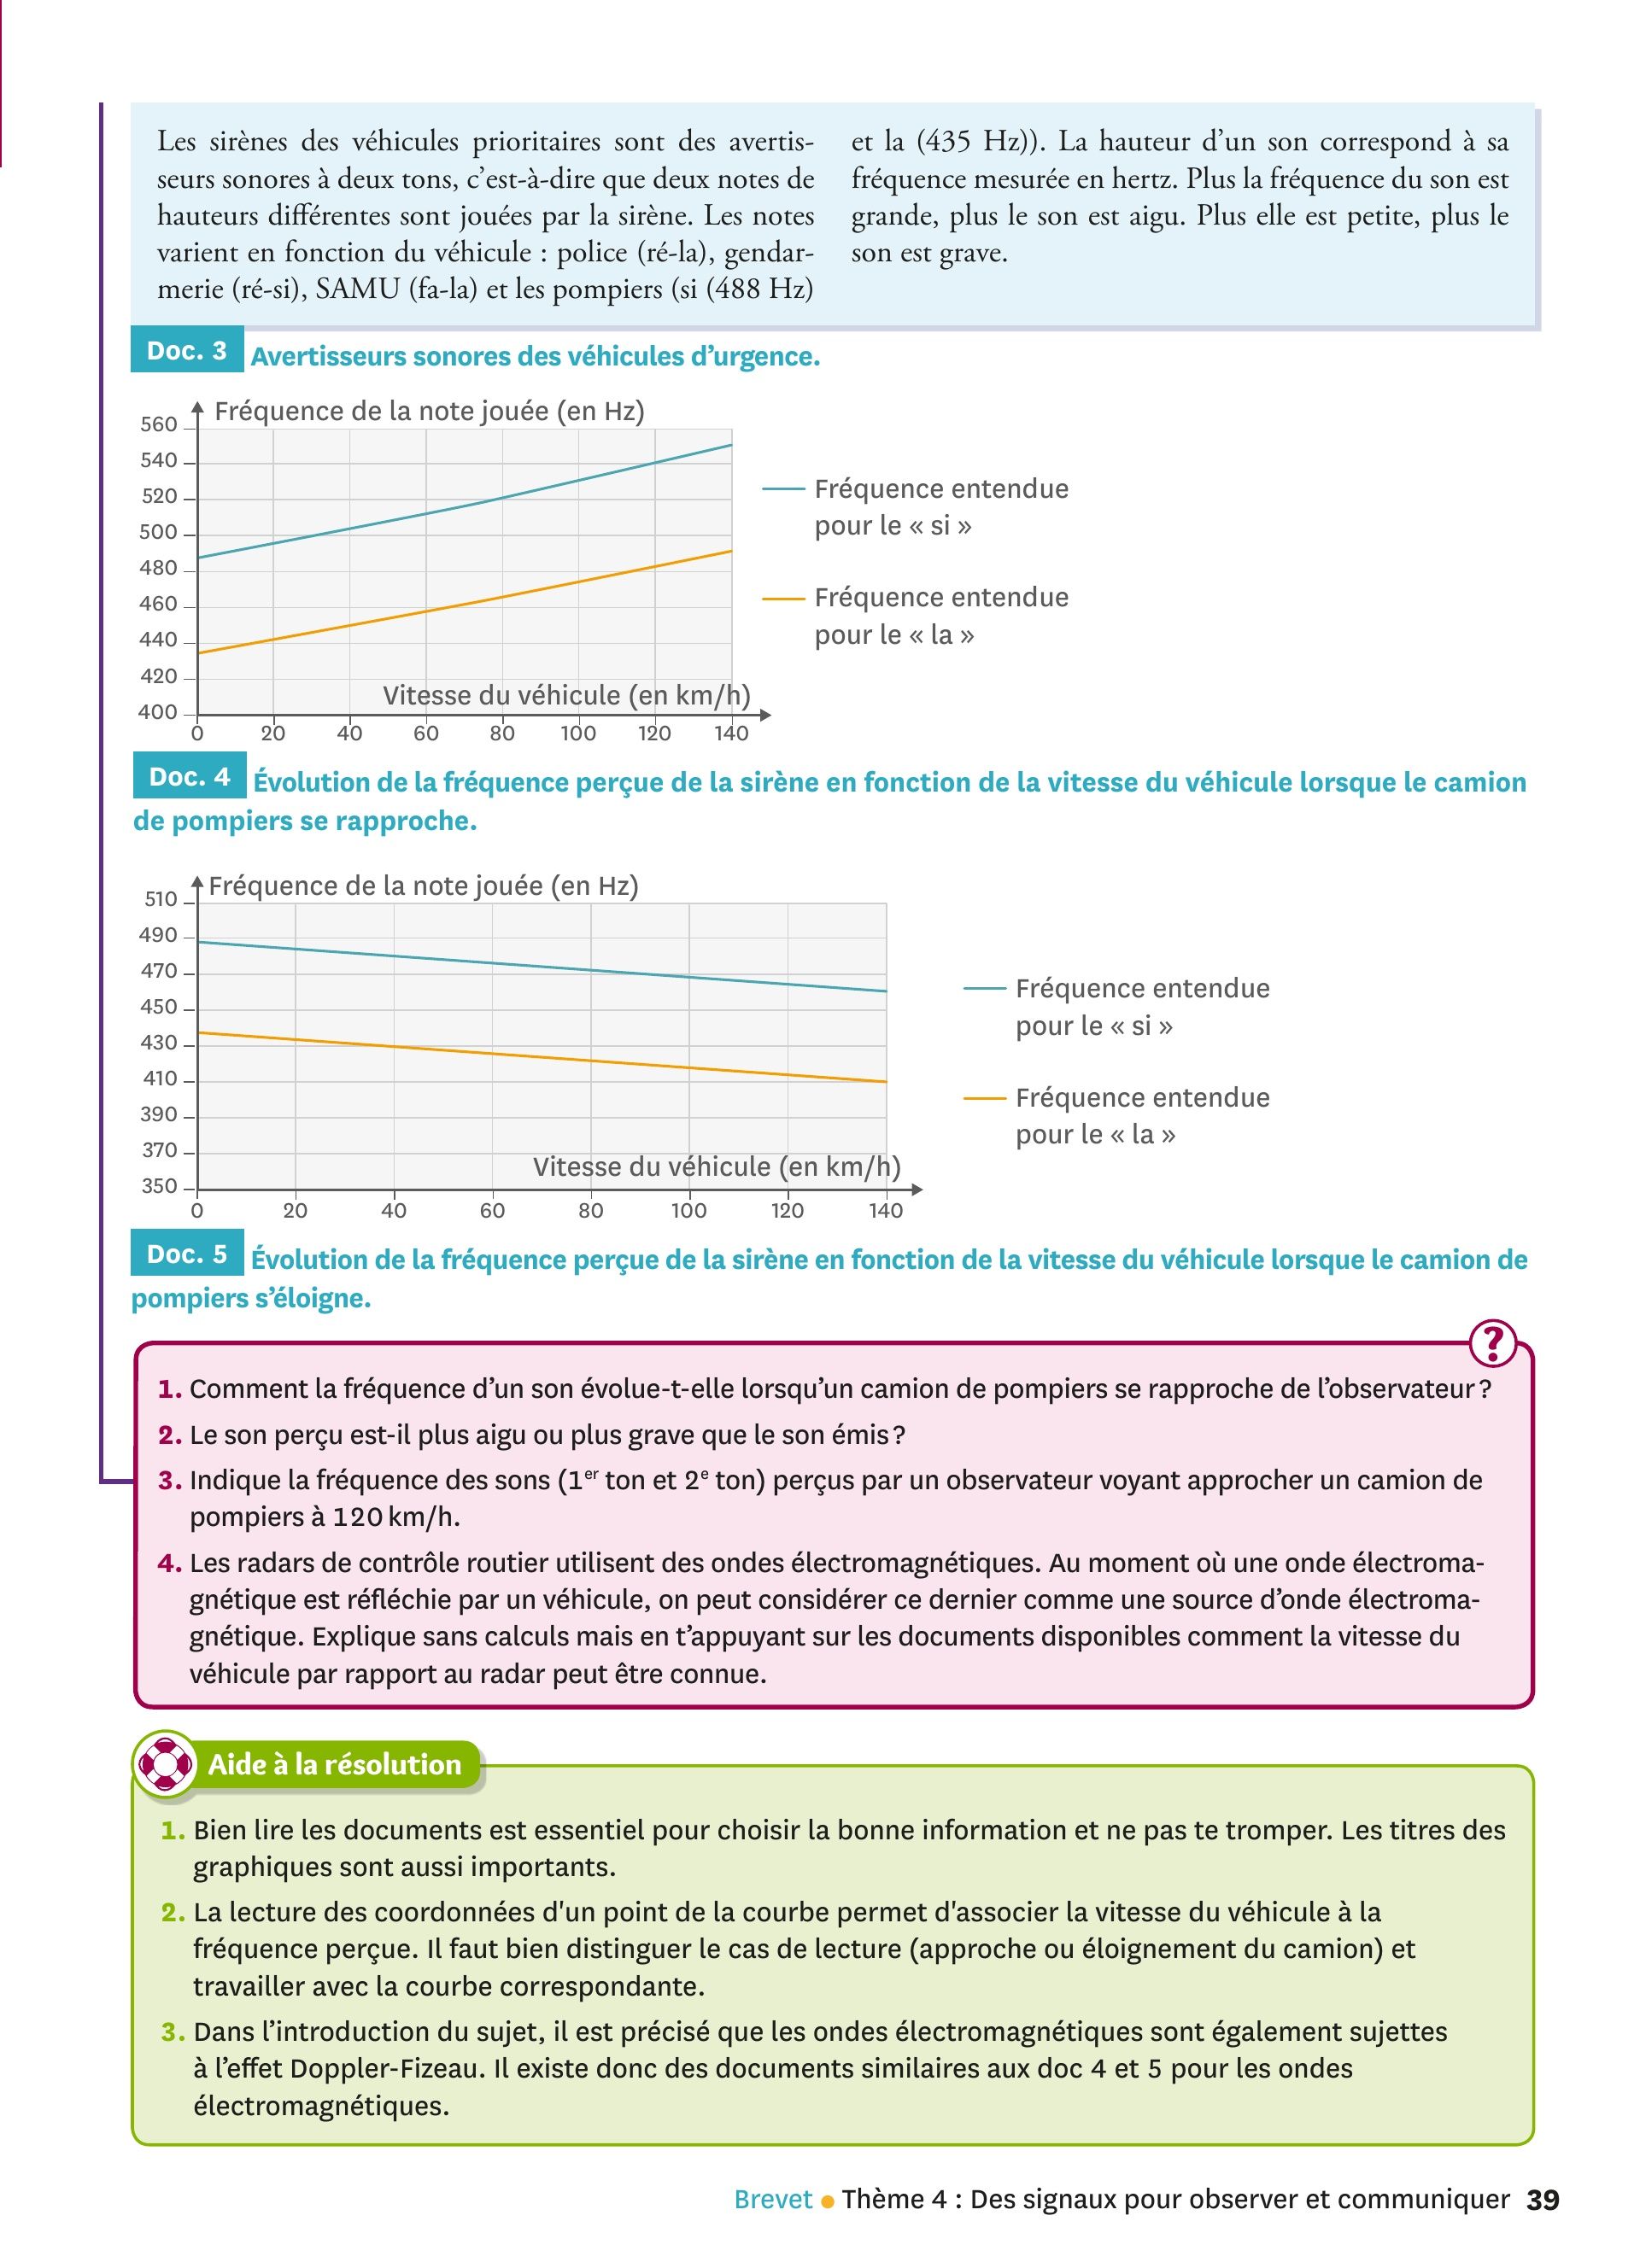 Les sirènes des véhicules prioritaires sont des avertis-
seurs sonores à deux tons, c’est-à-dire que deux notes de
hauteurs différentes sont jouées par la sirène. Les notes
varient en fonction du véhicule : police (ré-la), gendar-
merie (ré-si), SAMU (fa-la) et les pompiers (si (488 Hz)
et la (435 Hz)). La hauteur d’un son correspond à sa
fréquence mesurée en hertz. Plus la fréquence du son est
grande, plus le son est aigu. Plus elle est petite, plus le
son est grave.
Doc. 3 Avertisseurs sonores des véhicules d’urgence.
Fréquence de la note jouée (en Hz)
560
540
520
500
480
460
440
420
400
Vitesse du véhicule (en km/h)
0 20 40 60 80 100 120 140
Fréquence entendue
pour le « si »
Fréquence entendue
pour le « la »
Doc. 4 Évolution de la fréquence perçue de la sirène en fonction de la vitesse du véhicule lorsque le camion
de pompiers se rapproche.
Fréquence de la note jouée (en Hz)
510
490
470
450
430
410
390
370
350
Vitesse du véhicule (en km/h)
0 20 40 60 80 100 120 140
Fréquence entendue
pour le « si »
Fréquence entendue
pour le « la »
Doc. 5 Évolution de la fréquence perçue de la sirène en fonction de la vitesse du véhicule lorsque le camion de
pompiers s’éloigne.
?
1. Comment la fréquence d’un son évolue-t-elle lorsqu’un camion de pompiers se rapproche de l’observateur ?
2. Le son perçu est-il plus aigu ou plus grave que le son émis ?
3. Indique la fréquence des sons (1er ton et 2e ton) perçus par un observateur voyant approcher un camion de
pompiers à 120 km/h.
4. Les radars de contrôle routier utilisent des ondes électromagnétiques. Au moment où une onde électroma-
gnétique est réfléchie par un véhicule, on peut considérer ce dernier comme une source d’onde électroma-
gnétique. Explique sans calculs mais en t’appuyant sur les documents disponibles comment la vitesse du
véhicule par rapport au radar peut être connue.
Aide à la résolution
1. Bien lire les documents est essentiel pour choisir la bonne information et ne pas te tromper. Les titres des
graphiques sont aussi importants.
2. La lecture des coordonnées d'un point de la courbe permet d'associer la vitesse du véhicule à la
fréquence perçue. Il faut bien distinguer le cas de lecture (approche ou éloignement du camion) et
travailler avec la courbe correspondante.
3. Dans l’introduction du sujet, il est précisé que les ondes électromagnétiques sont également sujettes
à l’effet Doppler-Fizeau. Il existe donc des documents similaires aux doc 4 et 5 pour les ondes
électromagnétiques.
Brevet ● Thème 4 : Des signaux pour observer et communiquer 39